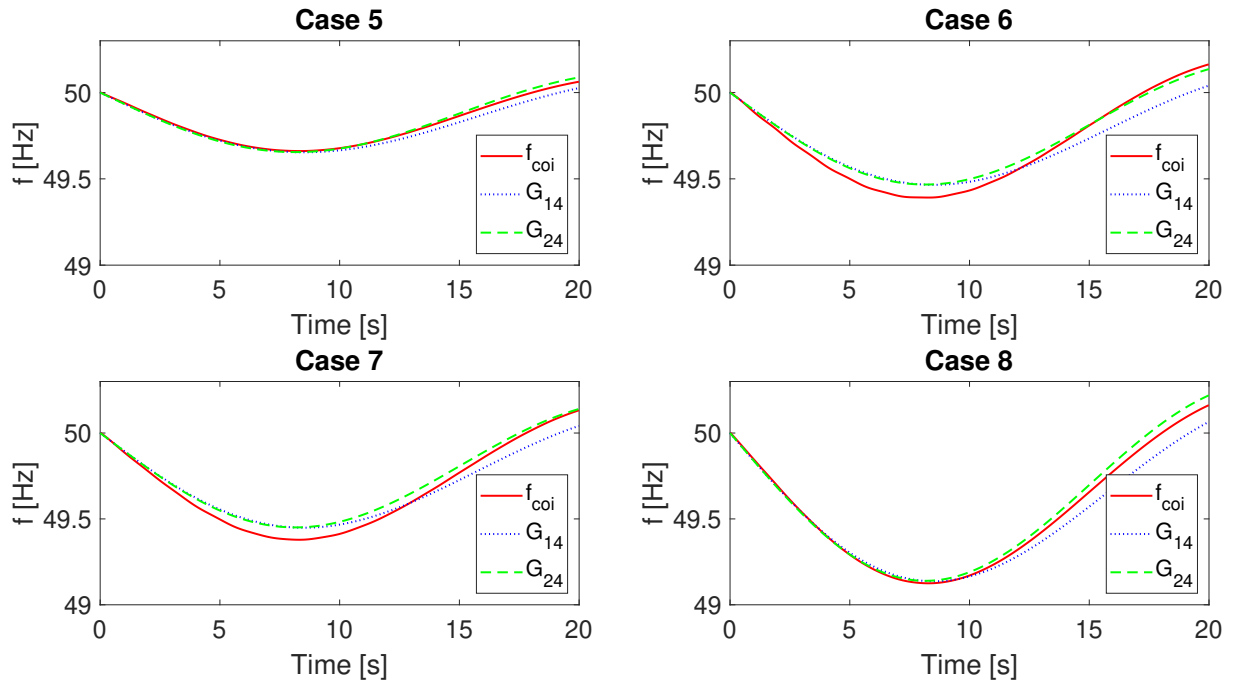 Case 5
f [Hz]
50
49.5
49
0 5 10 15 20
Time [s]
f_coi
G_14
G_24
Case 6
f [Hz]
50
49.5
49
0 5 10 15 20
Time [s]
f_coi
G_14
G_24
Case 7
f [Hz]
50
49.5
49
0 5 10 15 20
Time [s]
f_coi
G_14
G_24
Case 8
f [Hz]
50
49.5
49
0 5 10 15 20
Time [s]
f_coi
G_14
G_24